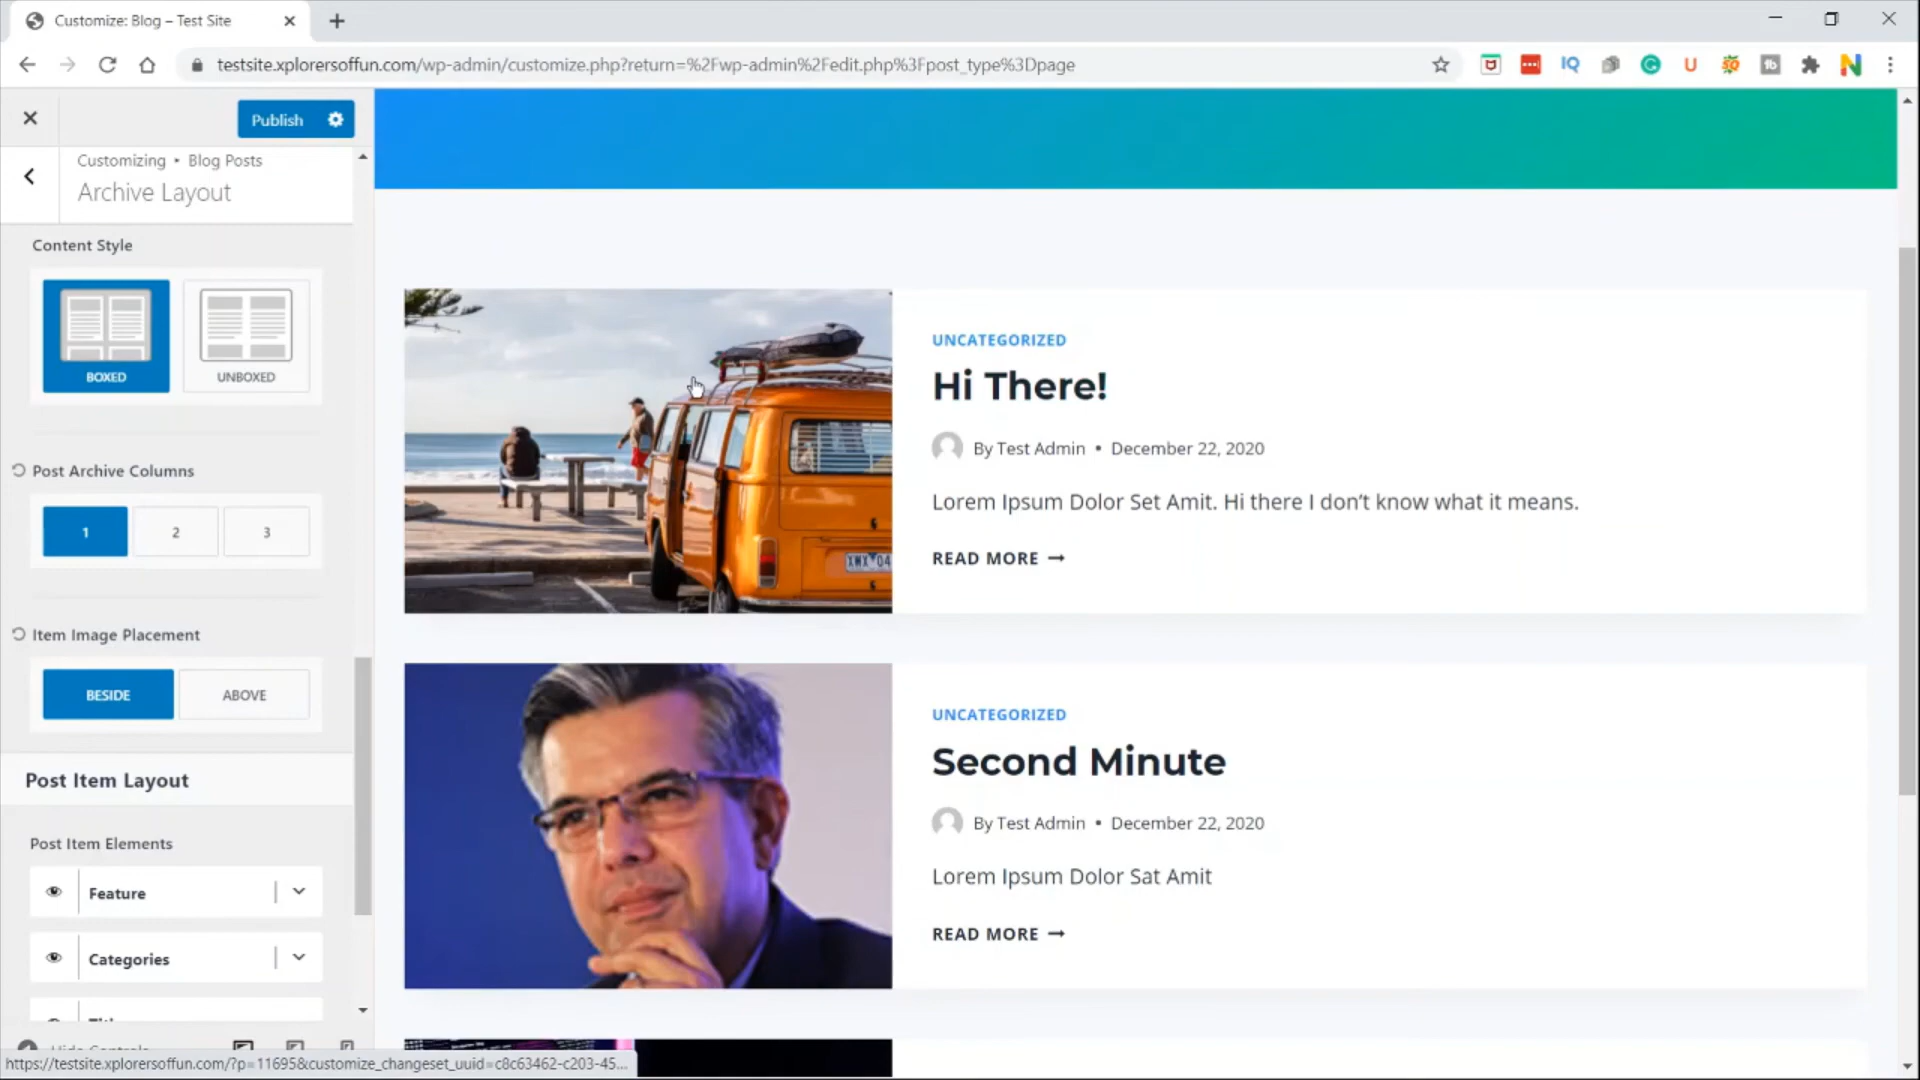 Customize: Blog – Test Site
testsite.xplorersoffun.com/wp-admin/customize.php?return=%2Fwp-admin%2Fedit.php%3Fpost_type%3Dpage
IQ
U
tb
N
Publish
Customizing • Blog Posts
Archive Layout
Content Style
BOXED
UNBOXED
Post Archive Columns
1
2
3
Item Image Placement
BESIDE
ABOVE
Post Item Layout
Post Item Elements
Feature
Categories
Hide Controls
https://testsite.xplorersoffun.com/?p=11695&customize_changeset_uuid=c8c63462-c203-45...
UNCATEGORIZED
Hi There!
By Test Admin • December 22, 2020
Lorem Ipsum Dolor Set Amit. Hi there I don't know what it means.
READ MORE →
UNCATEGORIZED
Second Minute
By Test Admin • December 22, 2020
Lorem Ipsum Dolor Sat Amit
READ MORE →